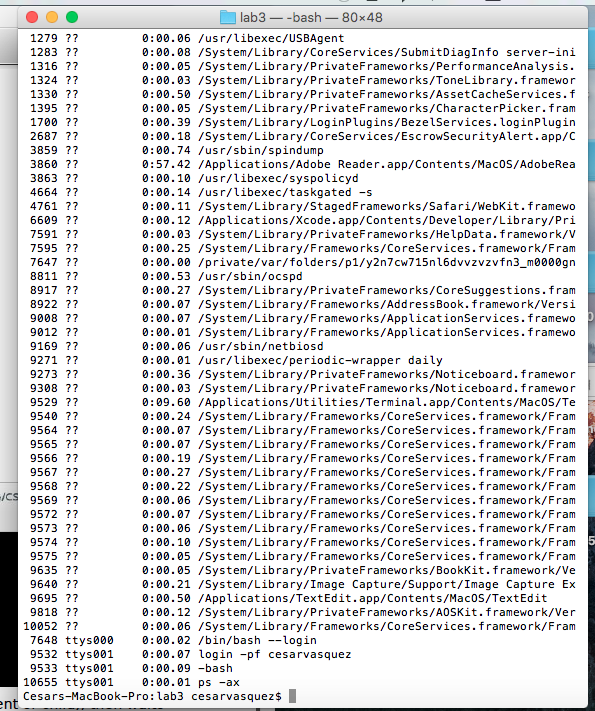 lab3 — -bash — 80×48
1279 ?? 0:00.06 /usr/libexec/USBAgent
1283 ?? 0:00.08 /System/Library/CoreServices/SubmitDiagInfo server-ini
1316 ?? 0:00.05 /System/Library/PrivateFrameworks/PerformanceAnalysis.
1324 ?? 0:00.03 /System/Library/PrivateFrameworks/ToneLibrary.framewor
1330 ?? 0:00.50 /System/Library/PrivateFrameworks/AssetCacheServices.f
1395 ?? 0:00.05 /System/Library/PrivateFrameworks/CharacterPicker.fram
1700 ?? 0:00.39 /System/Library/LoginPlugins/BezelServices.loginPlugin
2687 ?? 0:00.18 /System/Library/CoreServices/EscrowSecurityAlert.app/C
3859 ?? 0:00.74 /usr/sbin/spindump
3860 ?? 0:57.42 /Applications/Adobe Reader.app/Contents/MacOS/AdobeRea
3863 ?? 0:00.10 /usr/libexec/syspolicyd
4664 ?? 0:00.14 /usr/libexec/taskgated -s
4761 ?? 0:00.11 /System/Library/StagedFrameworks/Safari/WebKit.framewo
6609 ?? 0:00.12 /Applications/Xcode.app/Contents/Developer/Library/Pri
7591 ?? 0:00.03 /System/Library/PrivateFrameworks/HelpData.framework/V
7595 ?? 0:00.25 /System/Library/Frameworks/CoreServices.framework/Fram
7647 ?? 0:00.00 /private/var/folders/p1/y2n7cw715nl6dvvzvzvfn3_m0000gn
8811 ?? 0:00.53 /usr/sbin/ocspd
8917 ?? 0:00.27 /System/Library/PrivateFrameworks/CoreSuggestions.fram
8922 ?? 0:00.07 /System/Library/Frameworks/AddressBook.framework/Versi
9008 ?? 0:00.07 /System/Library/Frameworks/ApplicationServices.framewo
9012 ?? 0:00.01 /System/Library/Frameworks/ApplicationServices.framewo
9169 ?? 0:00.06 /usr/sbin/netbiosd
9271 ?? 0:00.01 /usr/libexec/periodic-wrapper daily
9273 ?? 0:00.36 /System/Library/PrivateFrameworks/Noticeboard.framewor
9308 ?? 0:00.03 /System/Library/PrivateFrameworks/Noticeboard.framewor
9529 ?? 0:09.60 /Applications/Utilities/Terminal.app/Contents/MacOS/Te
9540 ?? 0:00.24 /System/Library/Frameworks/CoreServices.framework/Fram
9564 ?? 0:00.07 /System/Library/Frameworks/CoreServices.framework/Fram
9565 ?? 0:00.07 /System/Library/Frameworks/CoreServices.framework/Fram
9566 ?? 0:00.19 /System/Library/Frameworks/CoreServices.framework/Fram
9567 ?? 0:00.27 /System/Library/Frameworks/CoreServices.framework/Fram
9568 ?? 0:00.22 /System/Library/Frameworks/CoreServices.framework/Fram
9569 ?? 0:00.06 /System/Library/Frameworks/CoreServices.framework/Fram
9572 ?? 0:00.07 /System/Library/Frameworks/CoreServices.framework/Fram
9573 ?? 0:00.06 /System/Library/Frameworks/CoreServices.framework/Fram
9574 ?? 0:00.10 /System/Library/Frameworks/CoreServices.framework/Fram
9575 ?? 0:00.05 /System/Library/Frameworks/CoreServices.framework/Fram
9635 ?? 0:00.05 /System/Library/PrivateFrameworks/BookKit.framework/Ve
9640 ?? 0:00.21 /System/Library/Image Capture/Support/Image Capture Ex
9695 ?? 0:00.50 /Applications/TextEdit.app/Contents/MacOS/TextEdit
9818 ?? 0:00.12 /System/Library/PrivateFrameworks/AOSKit.framework/Ver
10052 ?? 0:00.06 /System/Library/Frameworks/CoreServices.framework/Fram
7648 ttys000 0:00.02 /bin/bash --login
9532 ttys001 0:00.07 login -pf cesarvasquez
9533 ttys001 0:00.09 -bash
10655 ttys001 0:00.01 ps -ax
Cesars-MacBook-Pro:lab3 cesarvasquez$